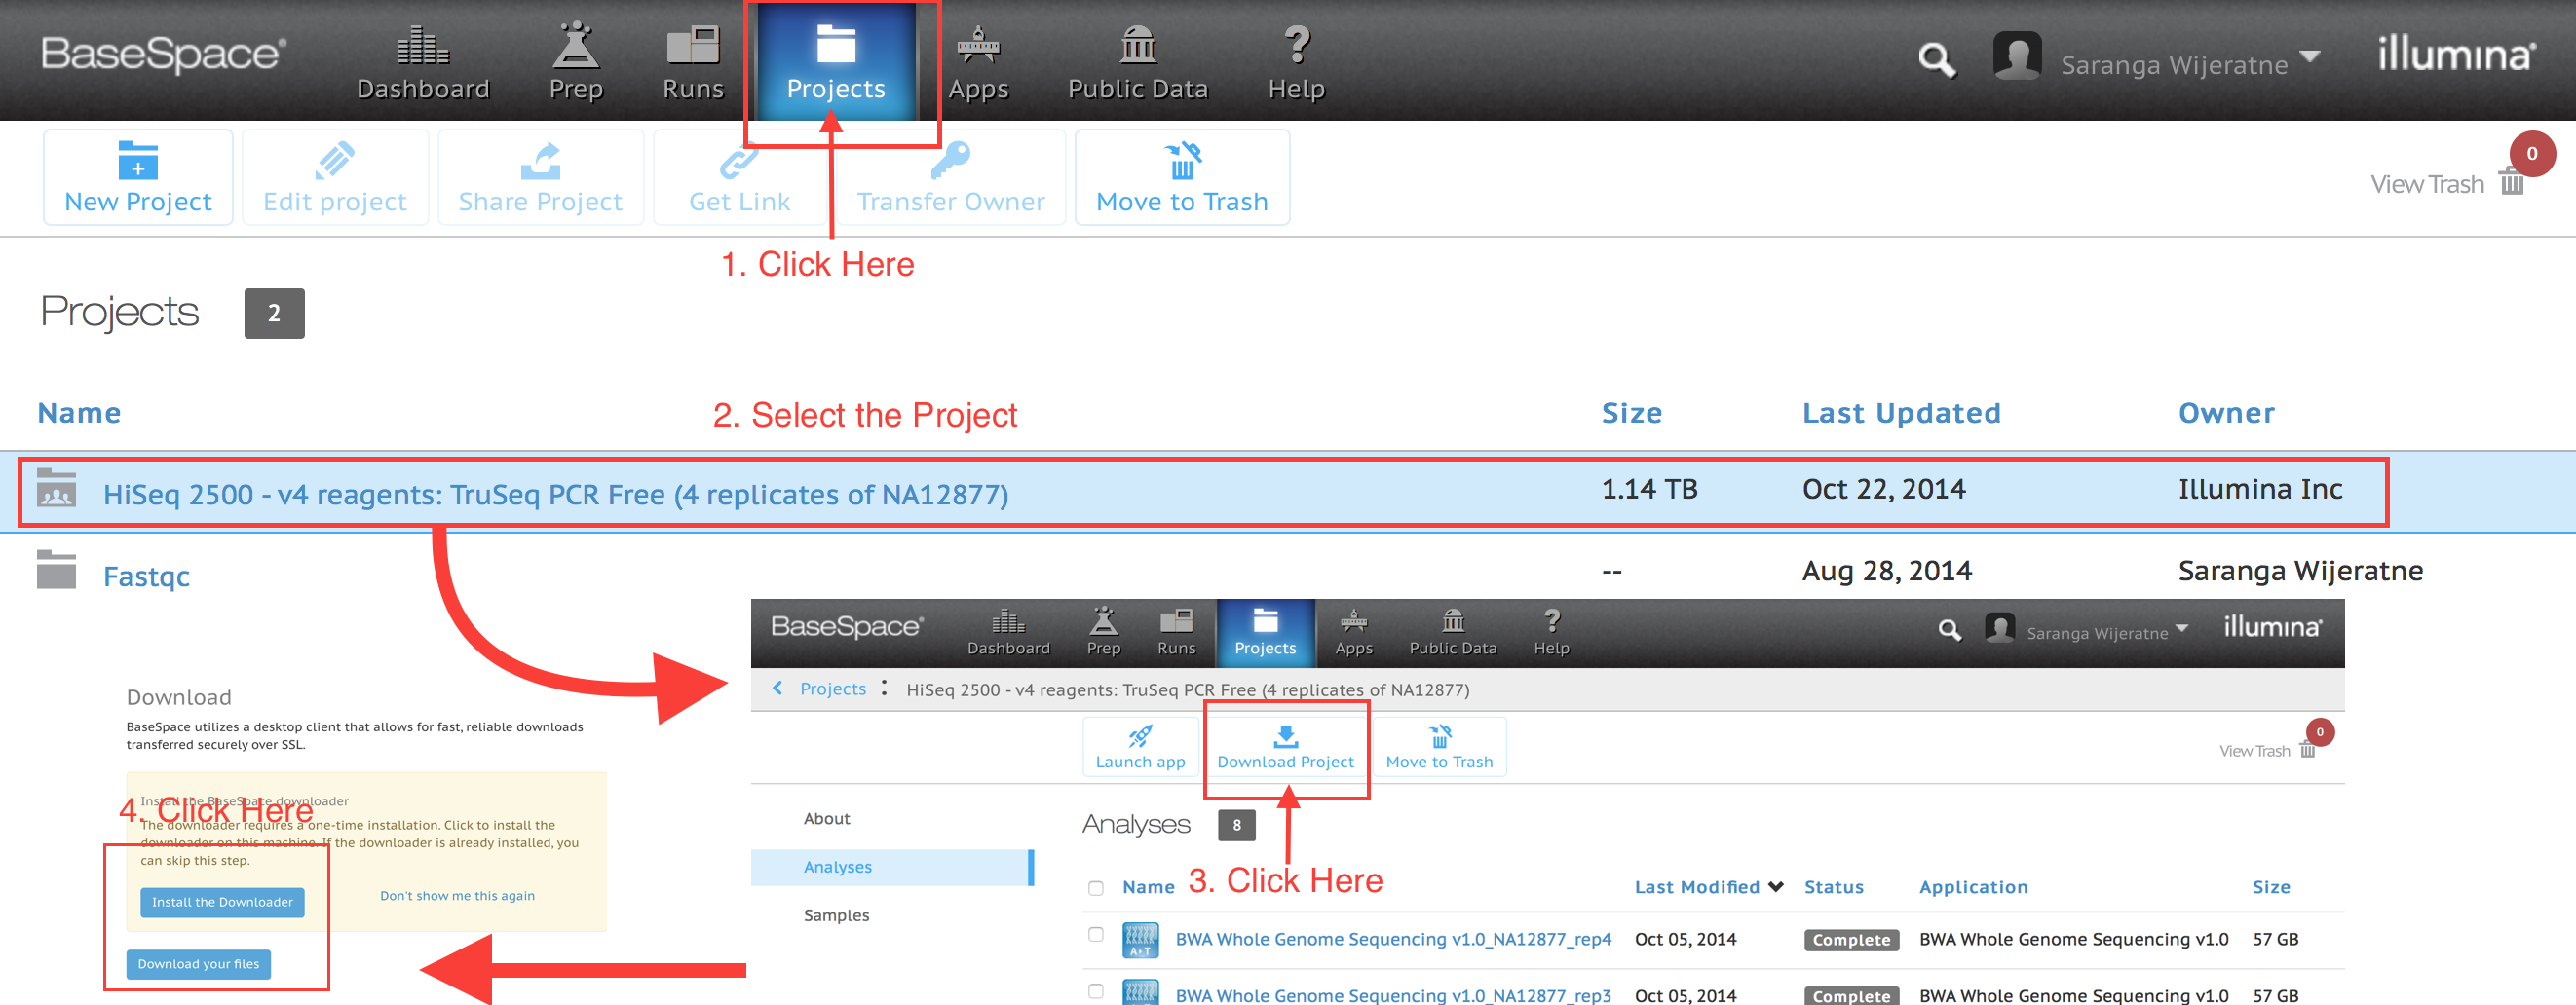 BaseSpace®
Dashboard
Prep
Runs
Projects
Apps
Public Data
Help
Saranga Wijeratne
illumina®
New Project
Edit project
Share Project
Get Link
Transfer Owner
Move to Trash
View Trash
0
1. Click Here
Projects 2
2. Select the Project
Name Size Last Updated Owner
HiSeq 2500 - v4 reagents: TruSeq PCR Free (4 replicates of NA12877) 1.14 TB Oct 22, 2014 Illumina Inc
Fastqc -- Aug 28, 2014 Saranga Wijeratne
BaseSpace®
Dashboard
Prep
Runs
Projects
Apps
Public Data
Help
Saranga Wijeratne
illumina®
Projects : HiSeq 2500 - v4 reagents: TruSeq PCR Free (4 replicates of NA12877)
Launch app
Download Project
Move to Trash
View Trash
0
About
Analyses
Samples
Analyses 8
3. Click Here
Name Last Modified Status Application Size
BWA Whole Genome Sequencing v1.0_NA12877_rep4 Oct 05, 2014 Complete BWA Whole Genome Sequencing v1.0 57 GB
BWA Whole Genome Sequencing v1.0_NA12877_rep3 Oct 05, 2014 Complete BWA Whole Genome Sequencing v1.0 57 GB
A+T
Download
BaseSpace utilizes a desktop client that allows for fast, reliable downloads
transferred securely over SSL.
Install the BaseSpace downloader
4. Click Here
The downloader requires a one-time installation. Click to install the
downloader on this machine. If the downloader is already installed, you
can skip this step.
Install the Downloader
Don't show me this again
Download your files